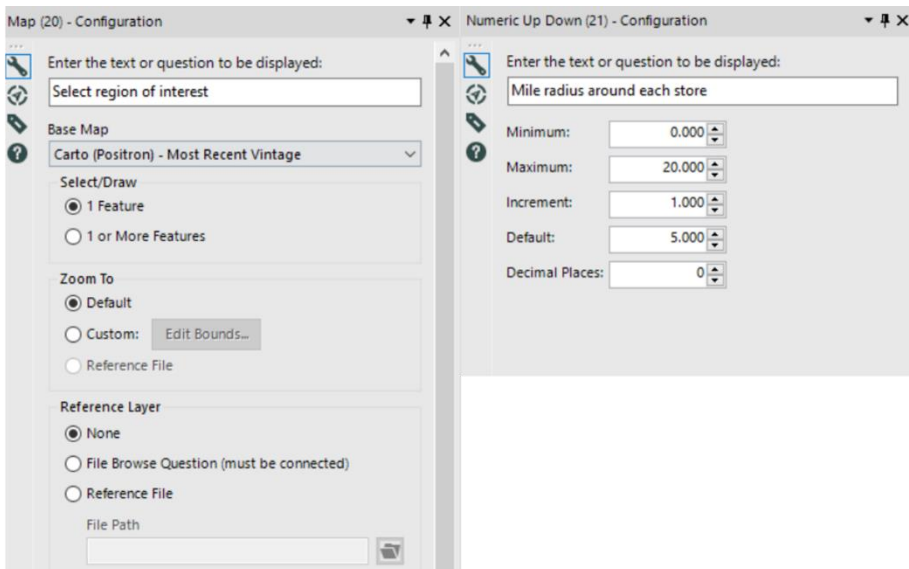 Map (20) - Configuration
Enter the text or question to be displayed:
Select region of interest
Base Map
Carto (Positron) - Most Recent Vintage
Select/Draw
1 Feature
1 or More Features
Zoom To
Default
Custom: Edit Bounds...
Reference File
Reference Layer
None
File Browse Question (must be connected)
Reference File
File Path
Numeric Up Down (21) - Configuration
Enter the text or question to be displayed:
Mile radius around each store
Minimum: 0.000
Maximum: 20.000
Increment: 1.000
Default: 5.000
Decimal Places: 0